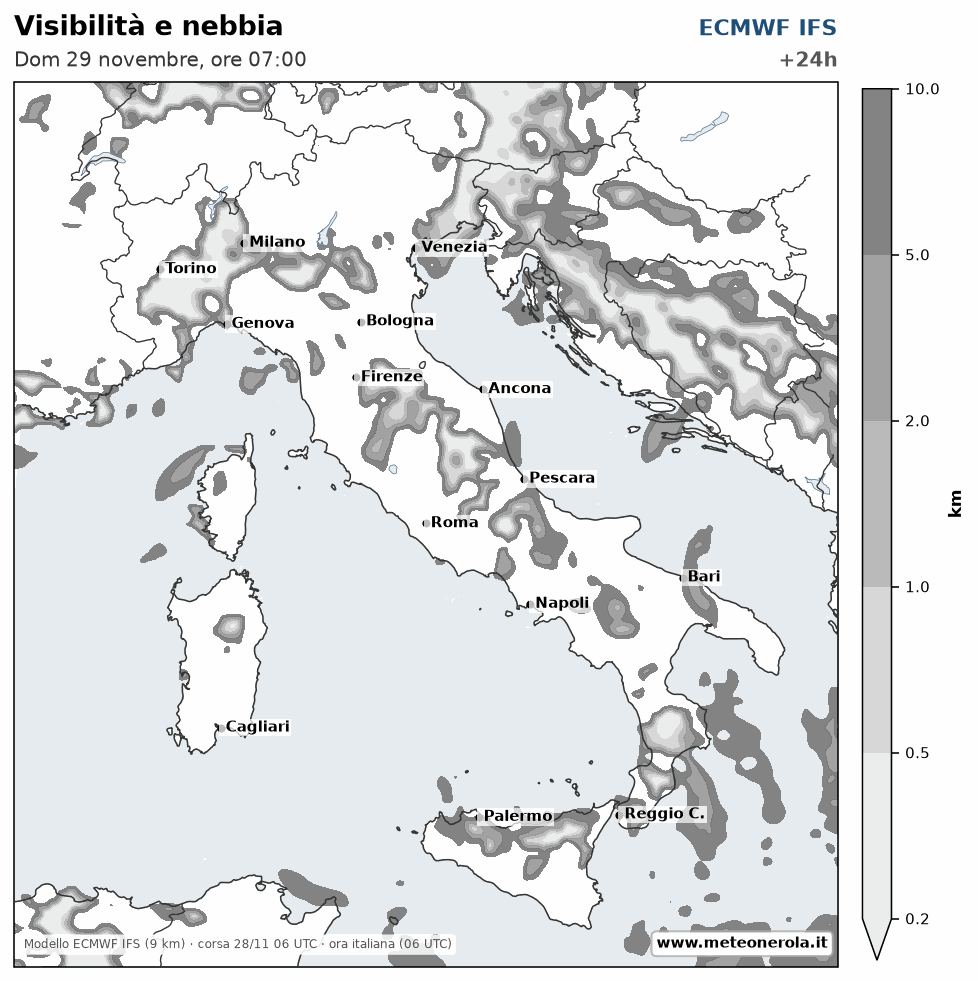 Visibilità e nebbia
ECMWF IFS
Dom 29 novembre, ore 07:00
+24h
10.0
5.0
2.0
1.0
0.5
0.2
km
Milano
Venezia
Torino
Genova
Bologna
Firenze
Ancona
Pescara
Roma
Bari
Napoli
Cagliari
Palermo
Reggio C.
Modello ECMWF IFS (9 km) · corsa 28/11 06 UTC · ora italiana (06 UTC)
www.meteonerola.it